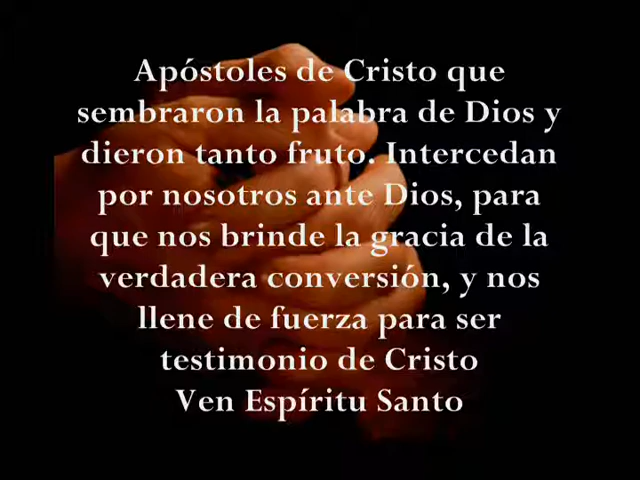 Apóstoles de Cristo que
sembraron la palabra de Dios y
dieron tanto fruto. Intercedan
por nosotros ante Dios, para
que nos brinde la gracia de la
verdadera conversión, y nos
llene de fuerza para ser
testimonio de Cristo
Ven Espíritu Santo